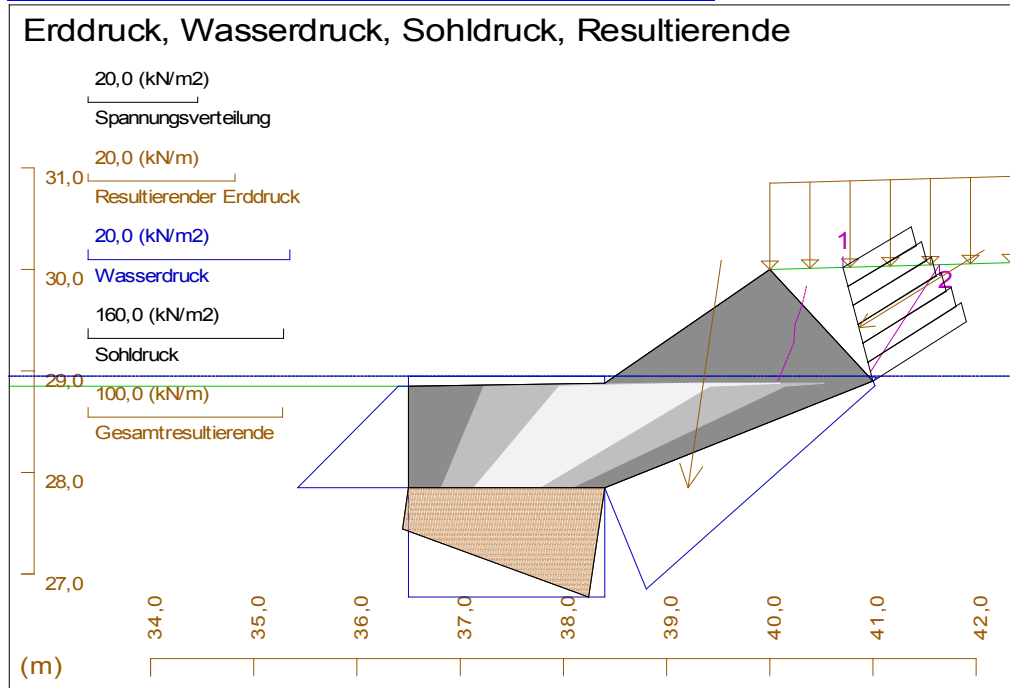 Erddruck, Wasserdruck, Sohldruck, Resultierende
20,0 (kN/m2)
Spannungsverteilung
20,0 (kN/m)
Resultierender Erddruck
20,0 (kN/m2)
Wasserdruck
160,0 (kN/m2)
Sohldruck
100,0 (kN/m)
Gesamtresultierende
31,0
30,0
29,0
28,0
27,0
1
2
34,0
35,0
36,0
37,0
38,0
39,0
40,0
41,0
42,0
(m)